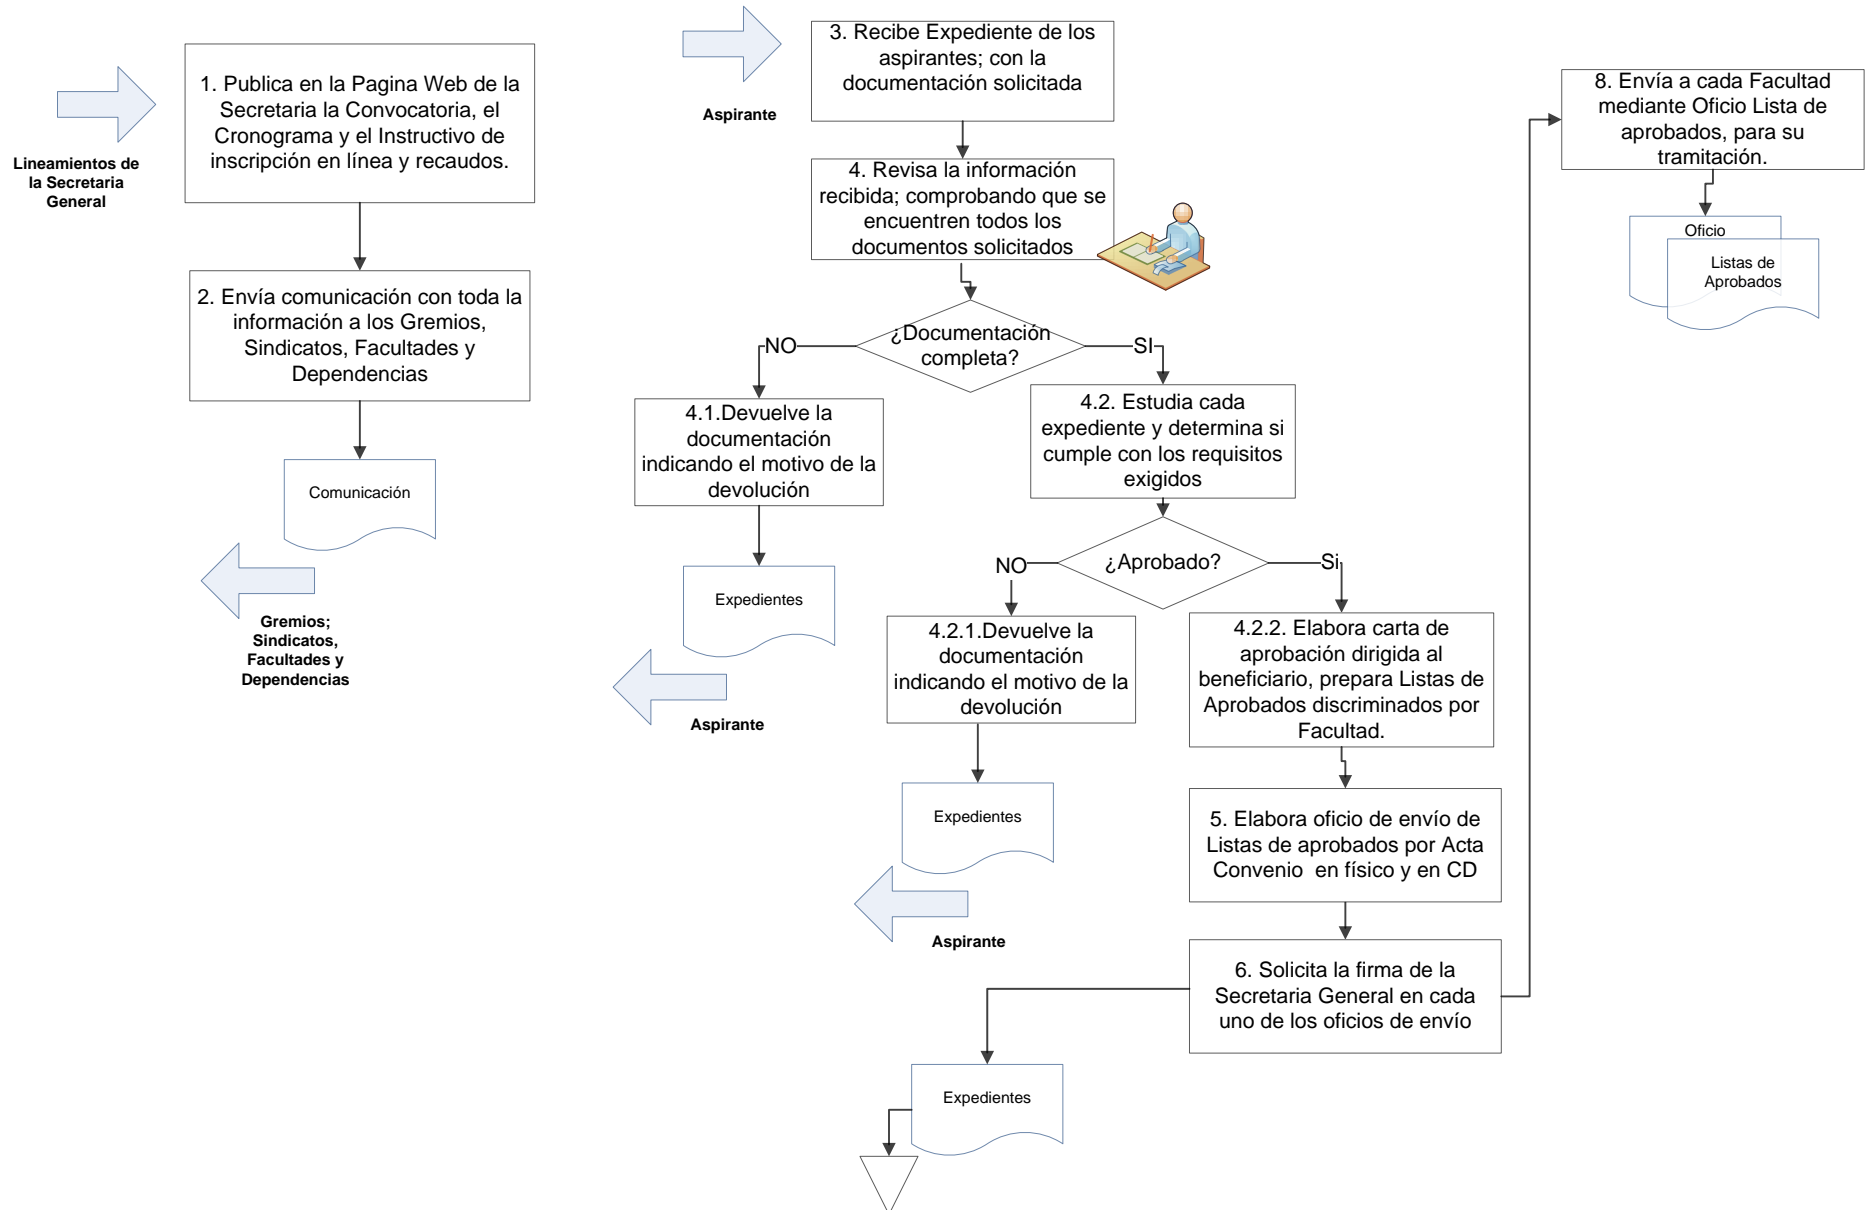 Lineamientos de
la Secretaria
General
1. Publica en la Pagina Web de la
Secretaria la Convocatoria, el
Cronograma y el Instructivo de
inscripción en línea y recaudos.
2. Envía comunicación con toda la
información a los Gremios,
Sindicatos, Facultades y
Dependencias
Comunicación
Gremios;
Sindicatos,
Facultades y
Dependencias
Aspirante
3. Recibe Expediente de los
aspirantes; con la
documentación solicitada
4. Revisa la información
recibida; comprobando que se
encuentren todos los
documentos solicitados
¿Documentación
completa?
NO
SI
4.1.Devuelve la
documentación
indicando el motivo de la
devolución
Expedientes
Aspirante
4.2. Estudia cada
expediente y determina si
cumple con los requisitos
exigidos
¿Aprobado?
NO
Si
4.2.1.Devuelve la
documentación
indicando el motivo de la
devolución
Expedientes
Aspirante
4.2.2. Elabora carta de
aprobación dirigida al
beneficiario, prepara Listas de
Aprobados discriminados por
Facultad.
5. Elabora oficio de envío de
Listas de aprobados por Acta
Convenio  en físico y en CD
6. Solicita la firma de la
Secretaria General en cada
uno de los oficios de envío
Expedientes
8. Envía a cada Facultad
mediante Oficio Lista de
aprobados, para su
tramitación.
Oficio
Listas de
Aprobados